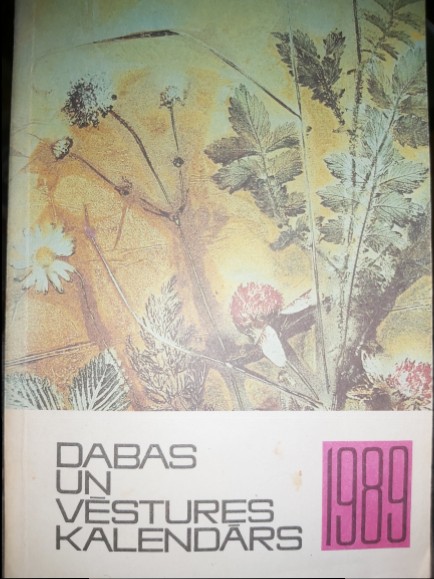 DABAS
UN
VĒSTURES
KALENDĀRS
1989